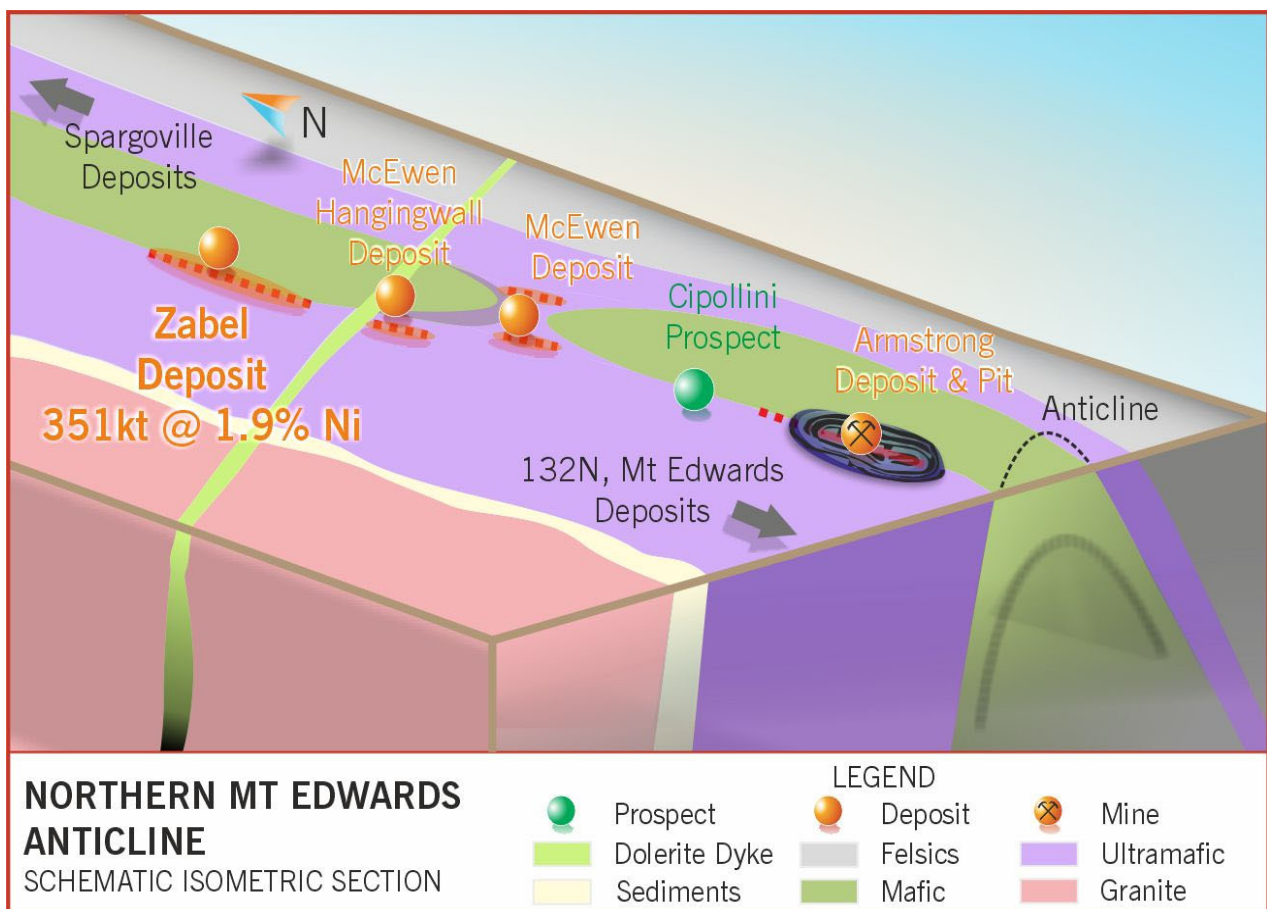 N
Spargoville
Deposits
McEwen
Hangingwall
Deposit
McEwen
Deposit
Cipollini
Prospect
Armstrong
Deposit & Pit
Anticline
Zabel
Deposit
351kt @ 1.9% Ni
132N, Mt Edwards
Deposits
NORTHERN MT EDWARDS
ANTICLINE
SCHEMATIC ISOMETRIC SECTION
LEGEND
Prospect
Deposit
Mine
Dolerite Dyke
Felsics
Ultramafic
Sediments
Mafic
Granite